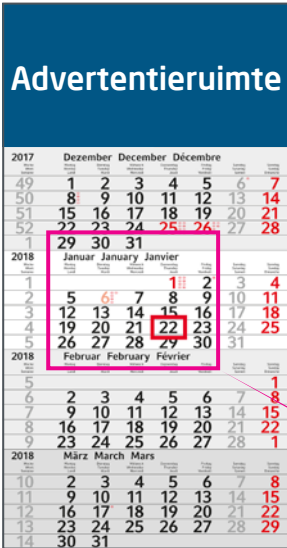 Advertentieruimte
2017 Dezember December Décembre
49 1 2 3 4 5 6 7
50 8 9 10 11 12 13 14
51 15 16 17 18 19 20 21
52 22 23 24 25 26 27 28
1 29 30 31
2018 Januar January Janvier
1 1 2 3 4
2 5 6 7 8 9 10 11
3 12 13 14 15 16 17 18
4 19 20 21 22 23 24 25
5 26 27 28 29 30 31
2018 Februar February Février
5 1
6 2 3 4 5 6 7 8
7 9 10 11 12 13 14 15
8 16 17 18 19 20 21 22
9 23 24 25 26 27 28 1
2018 März March Mars
10 2 3 4 5 6 7 8
11 9 10 11 12 13 14 15
12 16 17 18 19 20 21 22
13 23 24 25 26 27 28 29
14 30 31